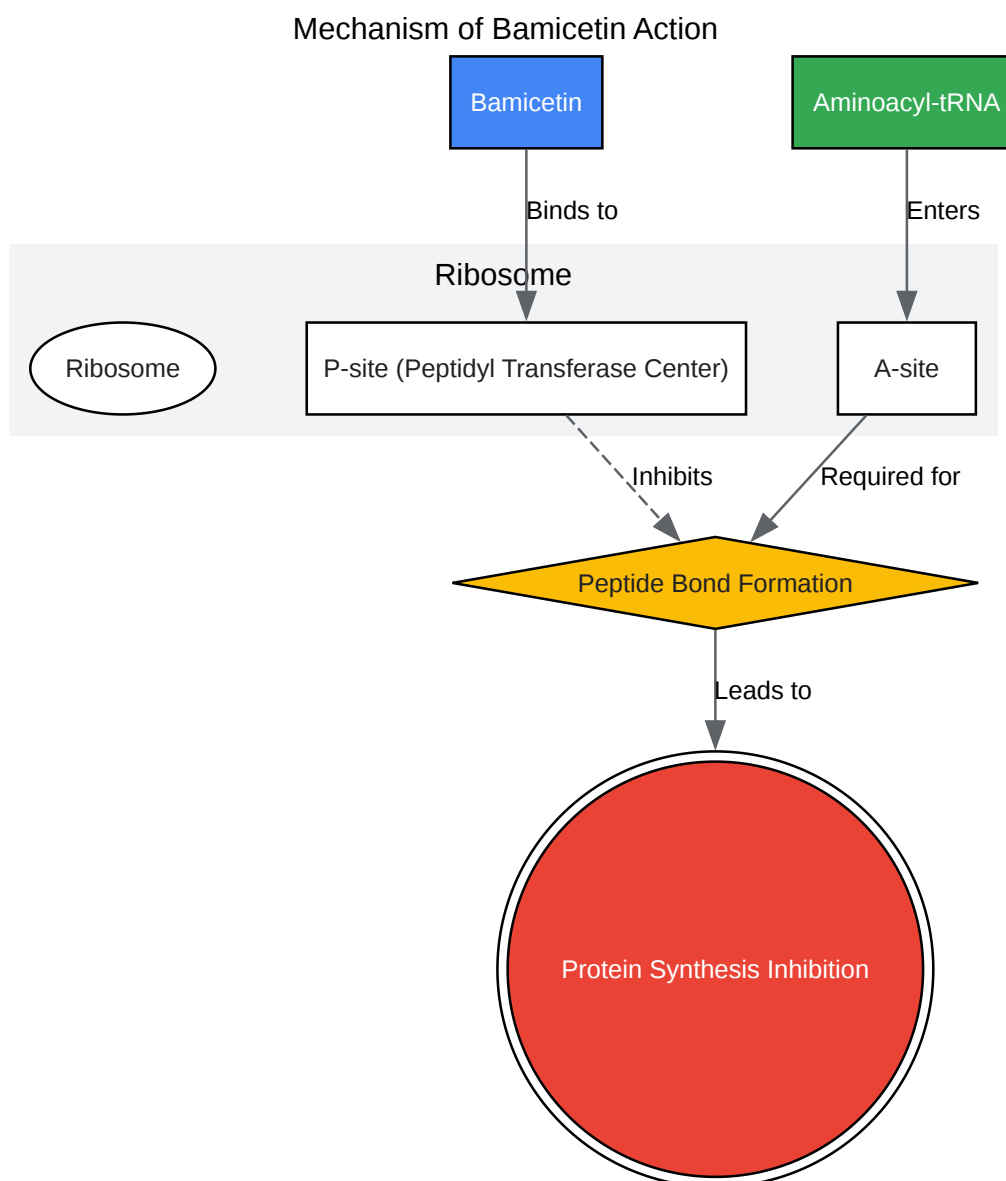 Mechanism of Bamicetin Action
Bamicetin
Aminoacyl-tRNA
Binds to
Enters
Ribosome
Ribosome
P-site (Peptidyl Transferase Center)
A-site
Inhibits
Required for
Peptide Bond Formation
Leads to
Protein Synthesis Inhibition